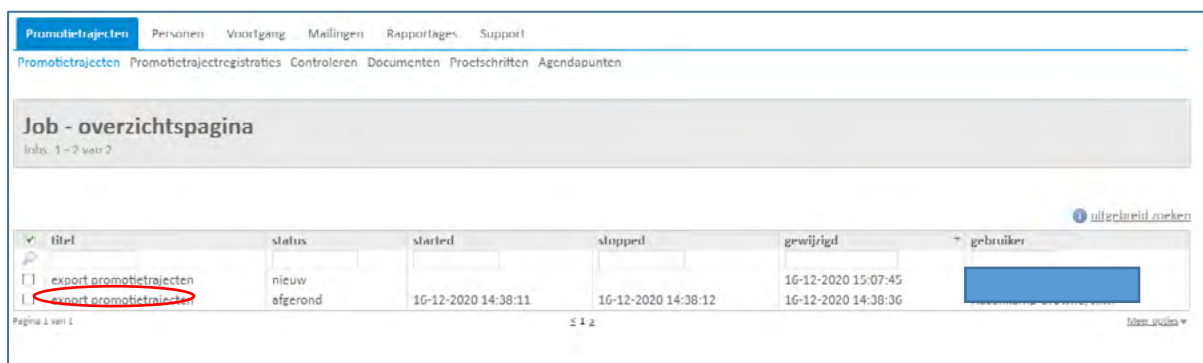 Promotietrajecten Personen Voortgang Mailingen Rapportages Support
Promotietrajecten Promotietrajectregistraties Controleren Documenten Proefschriften Agendapunten
Job - overzichtspagina
Jobs 1 - 2 van 2
uitgebreid zoeken
titel status started stopped gewijzigd gebruiker
export promotietrajecten nieuw 16-12-2020 15:07:45
export promotietrajecten afgerond 16-12-2020 14:38:11 16-12-2020 14:38:12 16-12-2020 14:38:36
Pagina 1 van 1 ≤ 1 ≥ Meer opties